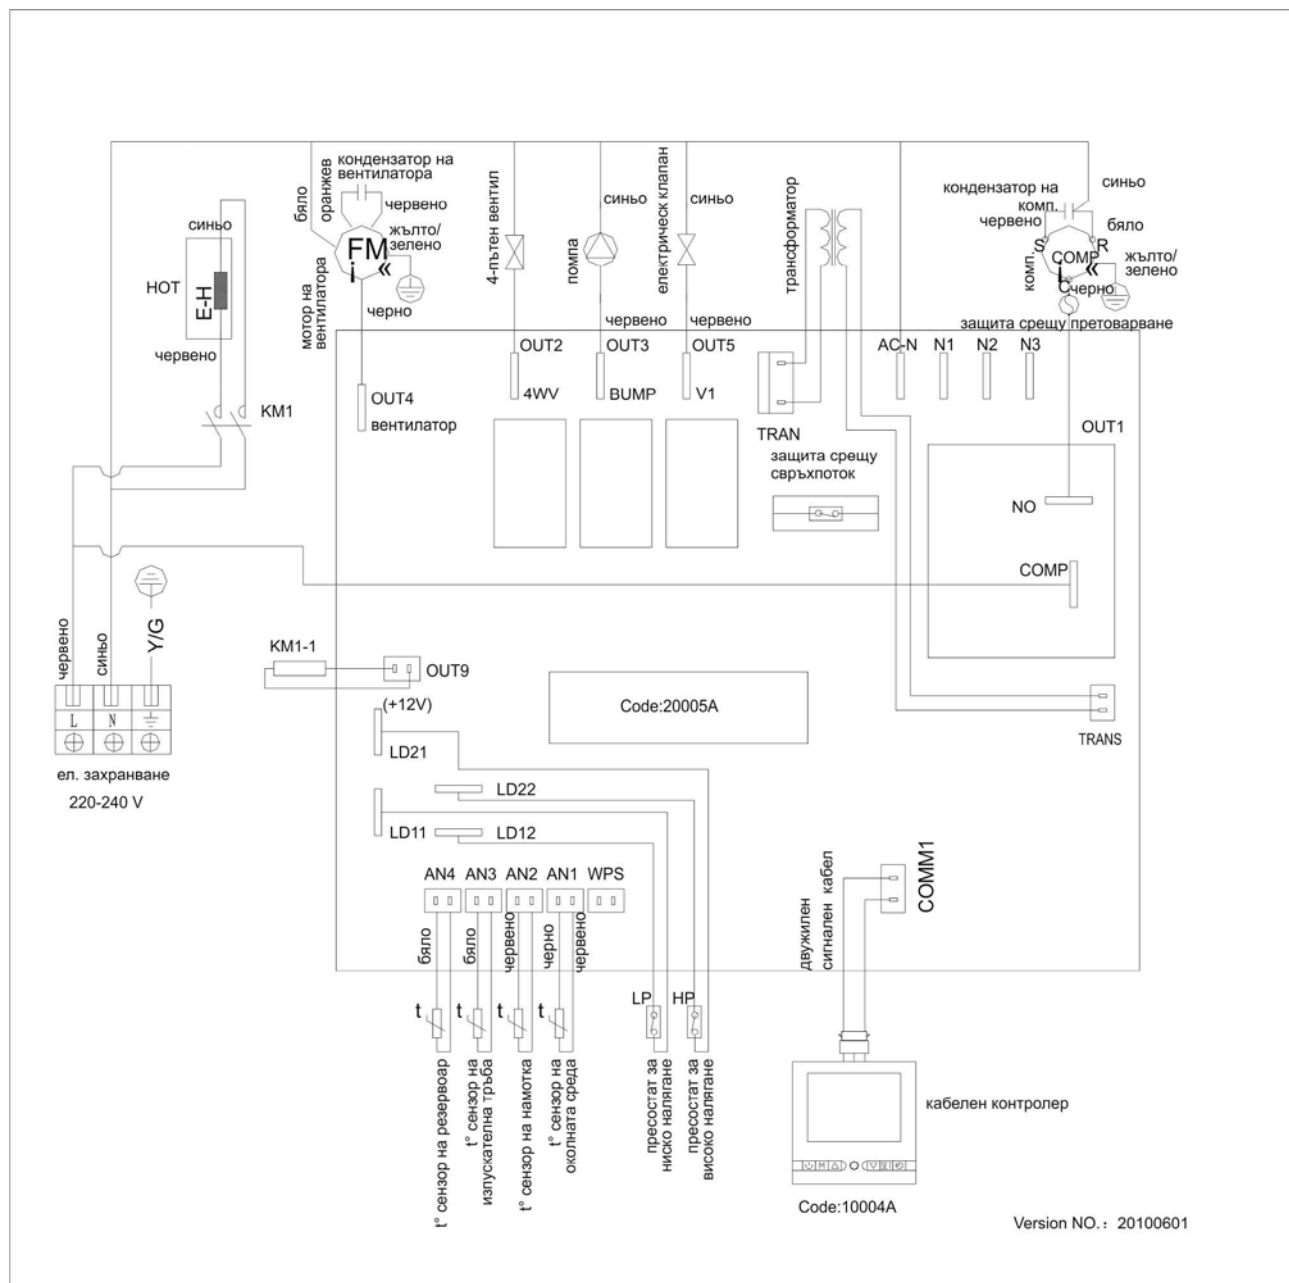 кондензатор на
вентилатора
оранжев
бяло
червено
жълто/
зелено
FM
мотор на
вентилатора
черно
4-пътен вентил
синьо
помпа
червено
електрическ клапан
синьо
червено
трансформатор
кондензатор на
комп.
червено
синьо
бяло
S
R
COMP
C
комп.
жълто/
зелено
черно
защита срещу претоварване
синьо
HOT
E-H
червено
KM1
OUT4
вентилатор
OUT2
4WV
OUT3
BUMP
OUT5
V1
TRAN
защита срещу
свръхпоток
AC-N
N1
N2
N3
OUT1
NO
COMP
червено
синьо
Y/G
L
N
ел. захранване
220-240 V
KM1-1
OUT9
(+12V)
LD21
LD22
LD11
LD12
Code:20005A
TRANS
AN4
AN3
AN2
AN1
WPS
бяло
бяло
червено
черно
червено
t
t
t
t
LP
HP
t° сензор на резервоар
t° сензор на
изпускателна тръба
t° сензор на намотка
t° сензор на
околната среда
пресостат за
ниско налягане
пресостат за
високо налягане
двужилен
сигнален кабел
COMM1
кабелен контролер
M
Code:10004A
Version NO.: 20100601